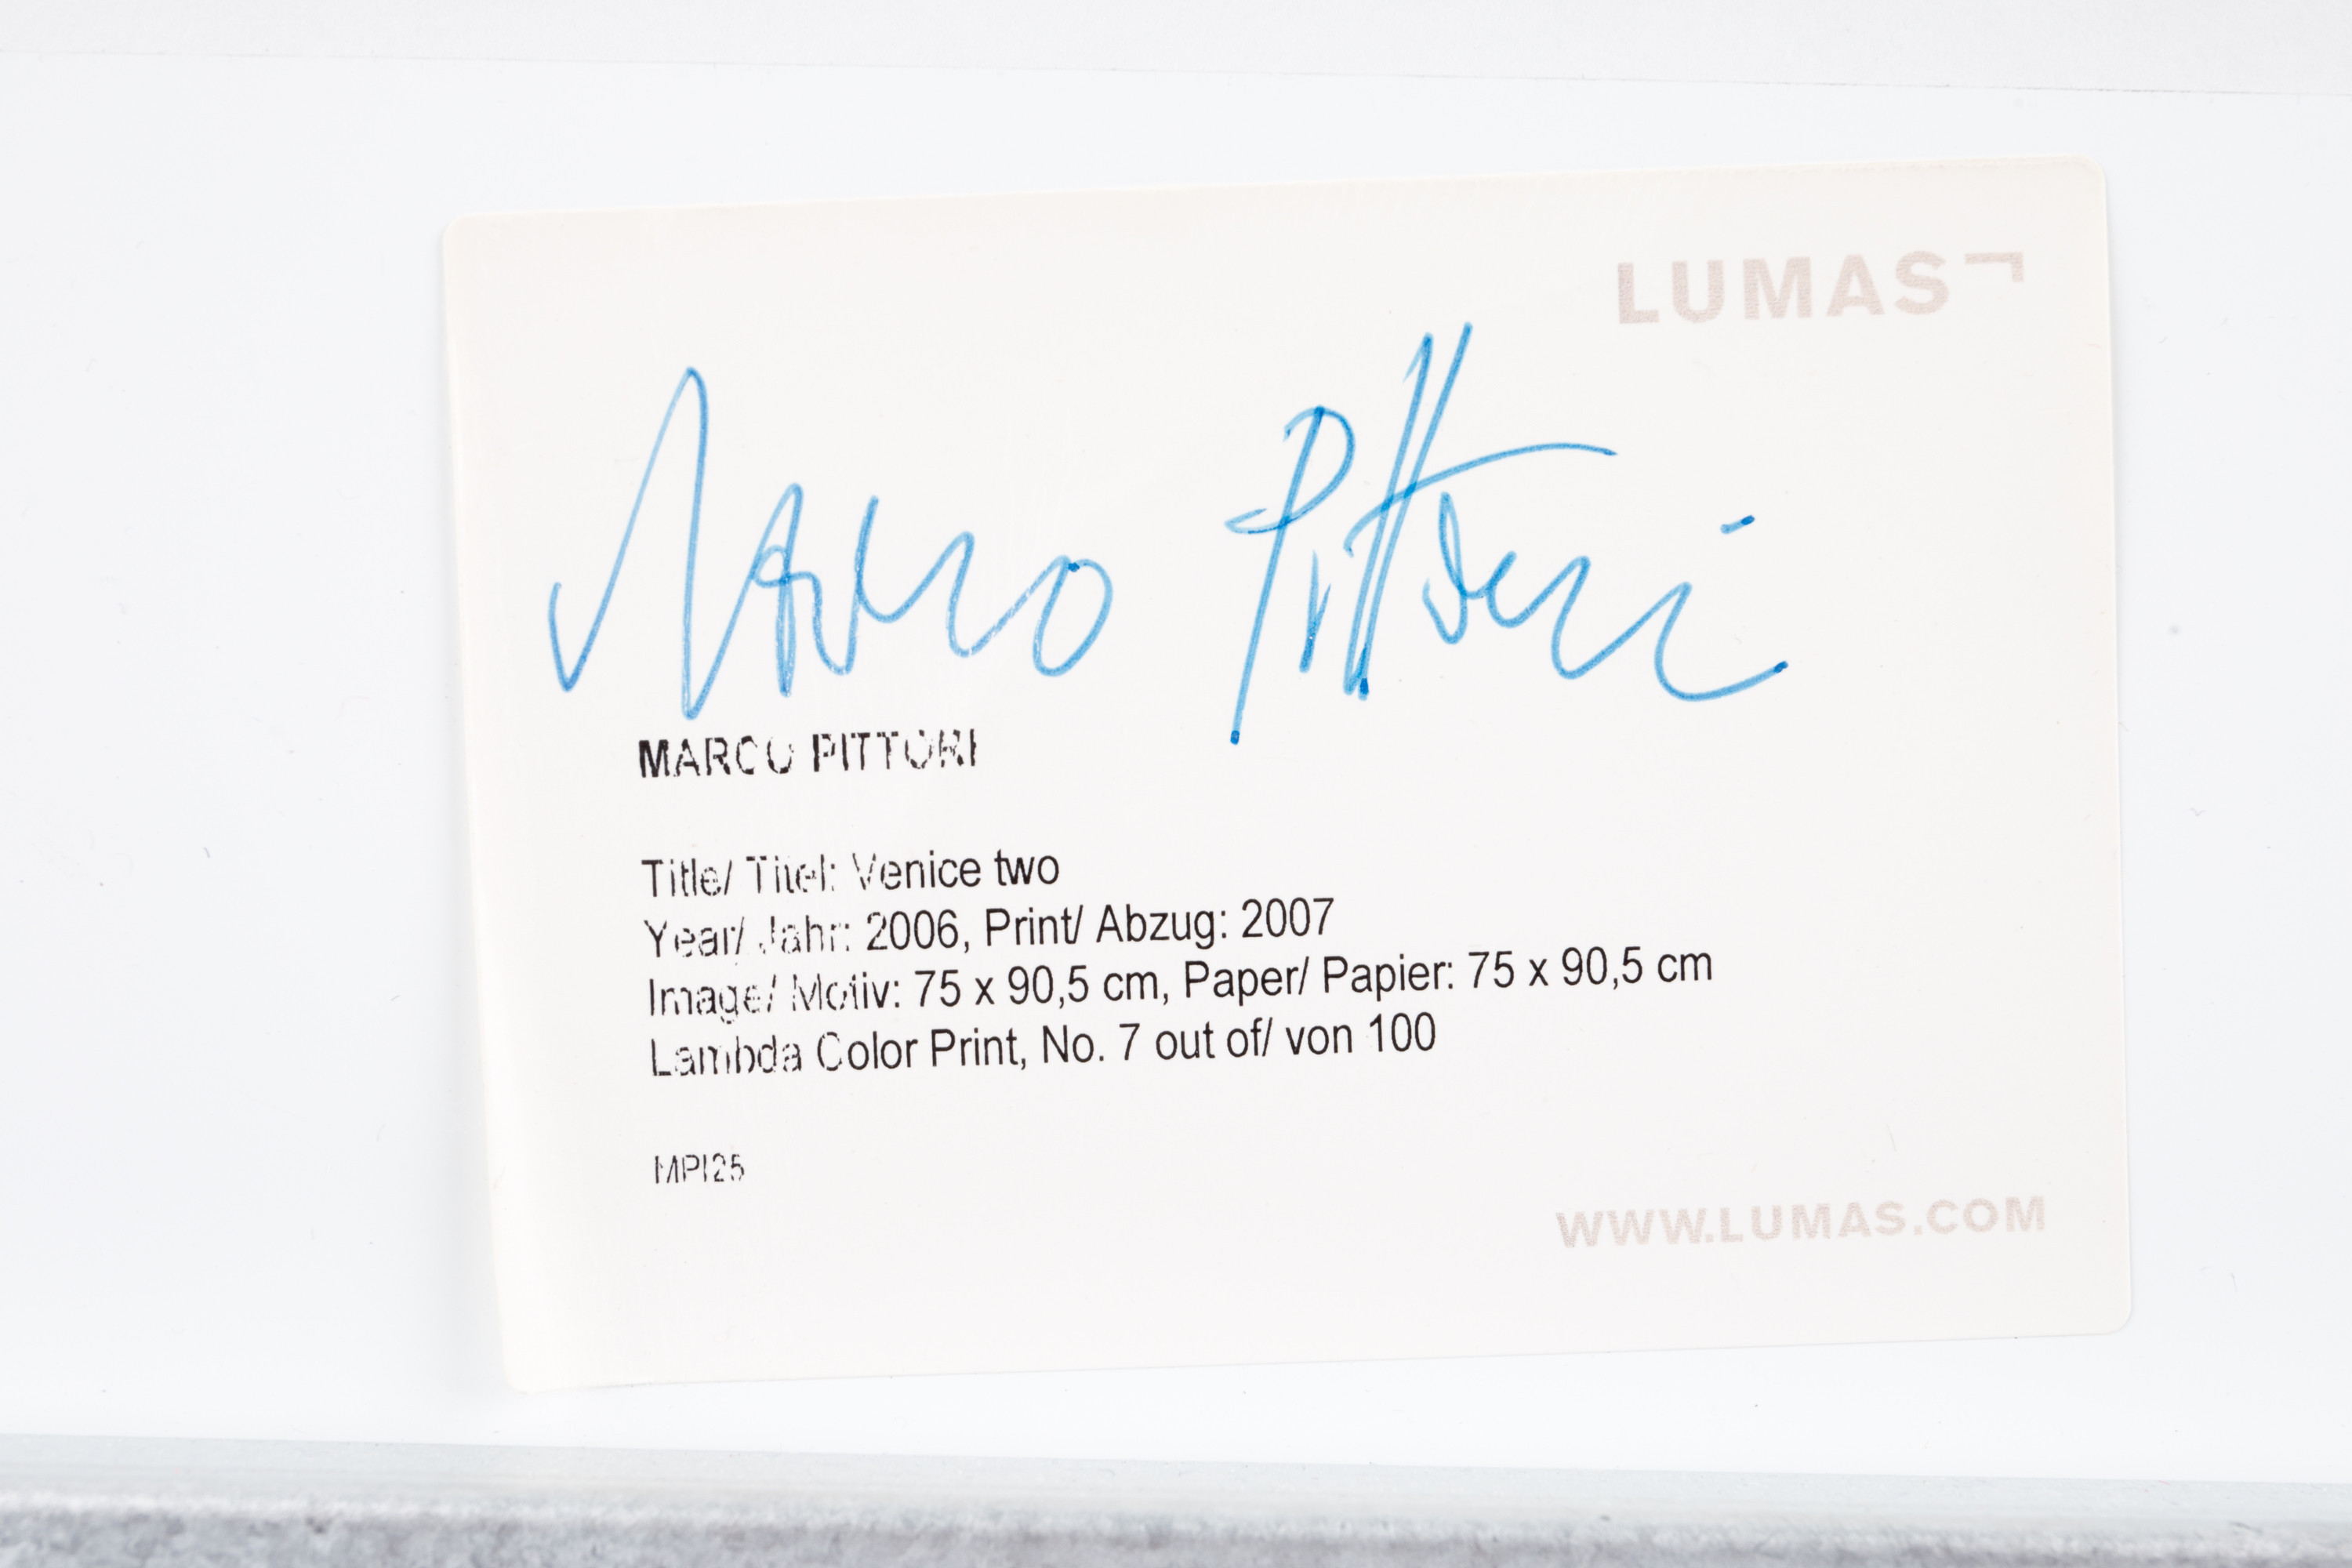 LUMAS
Marco Pittori
MARCO PITTORI
Title/ Titel: Venice two
Year/ Jahr: 2006, Print/ Abzug: 2007
Image/ Motiv: 75 x 90,5 cm, Paper/ Papier: 75 x 90,5 cm
Lambda Color Print, No. 7 out of/ von 100
MPI25
WWW.LUMAS.COM